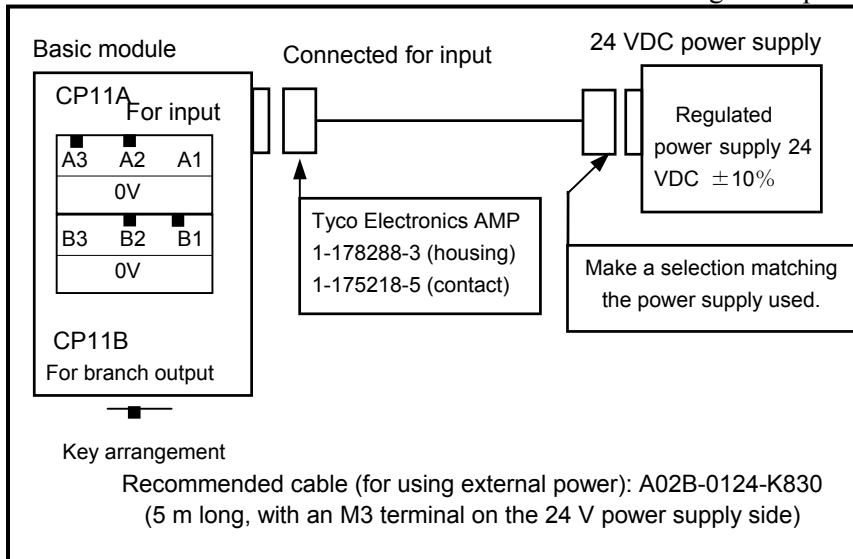 Basic module
Connected for input
24 VDC power supply
CP11A
For input
A3 A2 A1
0V
B3 B2 B1
0V
CP11B
For branch output
Key arrangement
Tyco Electronics AMP
1-178288-3 (housing)
1-175218-5 (contact)
Regulated
power supply 24
VDC ±10%
Make a selection matching
the power supply used.
Recommended cable (for using external power): A02B-0124-K830
(5 m long, with an M3 terminal on the 24 V power supply side)